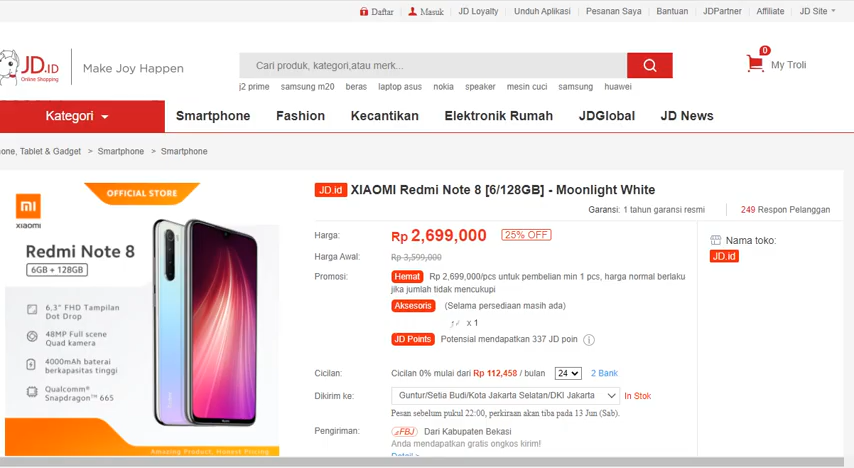 Daftar Masuk JD Loyalty Unduh Aplikasi Pesanan Saya Bantuan JDPartner Affiliate JD Site
JD.ID
Online Shopping
Make Joy Happen
Cari produk, kategori,atau merk...
0
My Troli
j2 prime samsung m20 beras laptop asus nokia speaker mesin cuci samsung huawei
Kategori Smartphone Fashion Kecantikan Elektronik Rumah JDGlobal JD News
one, Tablet & Gadget > Smartphone > Smartphone
OFFICIAL STORE
mi
xiaomi
Redmi Note 8
6GB + 128GB
6,3" FHD Tampilan
Dot Drop
48MP Full scene
Quad kamera
4000mAh baterai
berkapasitas tinggi
Qualcomm®
Snapdragon™ 665
Amazing Product, Honest Pricing
JD.id XIAOMI Redmi Note 8 [6/128GB] - Moonlight White
Garansi: 1 tahun garansi resmi 249 Respon Pelanggan
Harga: Rp 2,699,000 25% OFF
Harga Awal: Rp 3,599,000
Promosi: Hemat Rp 2,699,000/pcs untuk pembelian min 1 pcs, harga normal berlaku
jika jumlah tidak mencukupi
Aksesoris (Selama persediaan masih ada)
x 1
JD Points Potensial mendapatkan 337 JD poin
Cicilan: Cicilan 0% mulai dari Rp 112,458 / bulan 24 2 Bank
Dikirim ke: Guntur/Setia Budi/Kota Jakarta Selatan/DKI Jakarta In Stok
Pesan sebelum pukul 22:00, perkiraan akan tiba pada 13 Jun (Sab).
Pengiriman: FBJ Dari Kabupaten Bekasi
Anda mendapatkan gratis ongkos kirim!
Detail >
Nama toko:
JD.id